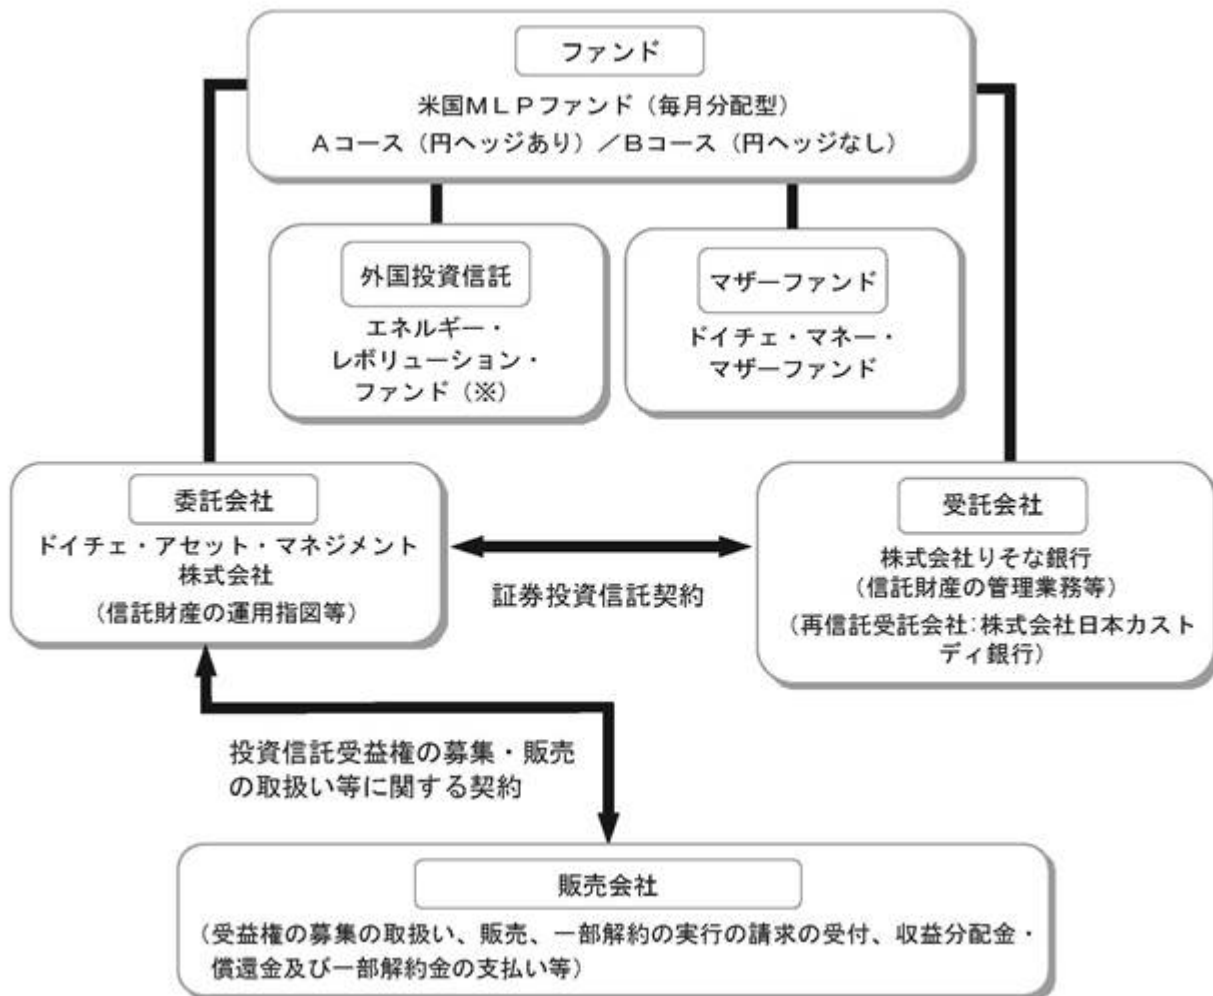 ファンド
米国MLPファンド（毎月分配型）
Aコース（円ヘッジあり）／Bコース（円ヘッジなし）
外国投資信託
エネルギー・
レボリューション・
ファンド（※）
マザーファンド
ドイチェ・マネー・
マザーファンド
委託会社
ドイチェ・アセット・マネジメント
株式会社
（信託財産の運用指図等）
証券投資信託契約
受託会社
株式会社りそな銀行
（信託財産の管理業務等）
（再信託受託会社：株式会社日本カスト
ディ銀行）
投資信託受益権の募集・販売
の取扱い等に関する契約
販売会社
（受益権の募集の取扱い、販売、一部解約の実行の請求の受付、収益分配金・
償還金及び一部解約金の支払い等）